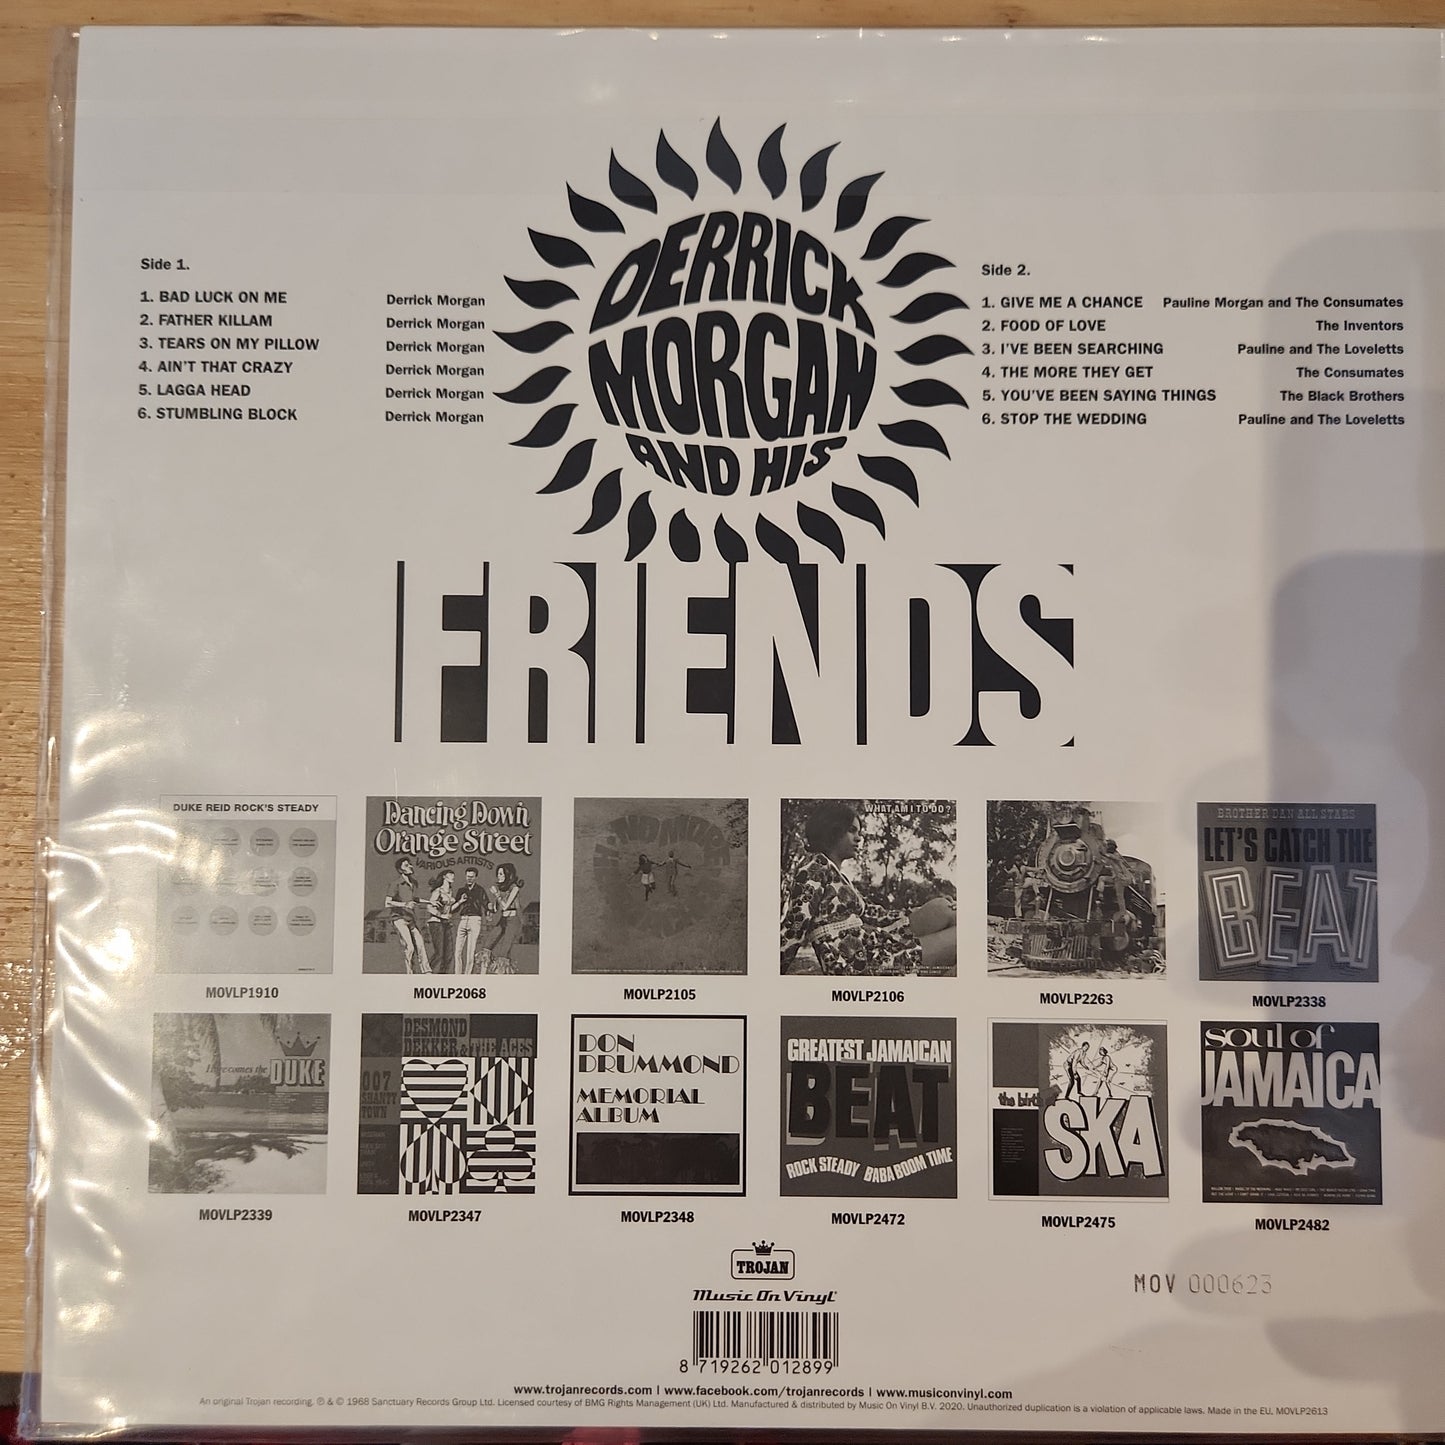 DERRICK
MORGAN
AND HIS
FRIENDS
Side 1.
1. BAD LUCK ON ME Derrick Morgan
2. FATHER KILLAM Derrick Morgan
3. TEARS ON MY PILLOW Derrick Morgan
4. AIN'T THAT CRAZY Derrick Morgan
5. LAGGA HEAD Derrick Morgan
6. STUMBLING BLOCK Derrick Morgan
Side 2.
1. GIVE ME A CHANCE Pauline Morgan and The Consumates
2. FOOD OF LOVE The Inventors
3. I'VE BEEN SEARCHING Pauline and The Loveletts
4. THE MORE THEY GET The Consumates
5. YOU'VE BEEN SAYING THINGS The Black Brothers
6. STOP THE WEDDING Pauline and The Loveletts
DUKE REID ROCK'S STEADY
MOVLP1910
Dancing Down
Orange Street
VARIOUS ARTISTS
MOVLP2068
MOVLP2105
WHAT AM I TO DO?
MOVLP2106
MOVLP2263
BROTHER DAN ALL STARS
LET'S CATCH THE
BEAT
MOVLP2338
Here comes the DUKE
MOVLP2339
DESMOND
DEKKER & THE ACES
007
SHANTY
TOWN
MOVLP2347
DON
DRUMMOND
MEMORIAL
ALBUM
MOVLP2348
GREATEST JAMAICAN
BEAT
ROCK STEADY BABA BOOM TIME
MOVLP2472
the birth
SKA
MOVLP2475
soul of
JAMAICA
MOVLP2482
TROJAN
Music On Vinyl
MOV 000623
8 719262 012899
www.trojanrecords.com | www.facebook.com/trojanrecords | www.musiconvinyl.com
An original Trojan recording. ℗ & © 1968 Sanctuary Records Group Ltd. Licensed courtesy of BMG Rights Management (UK) Ltd. Manufactured & distributed by Music On Vinyl B.V. 2020. Unauthorized duplication is a violation of applicable laws. Made in the EU. MOVLP2613